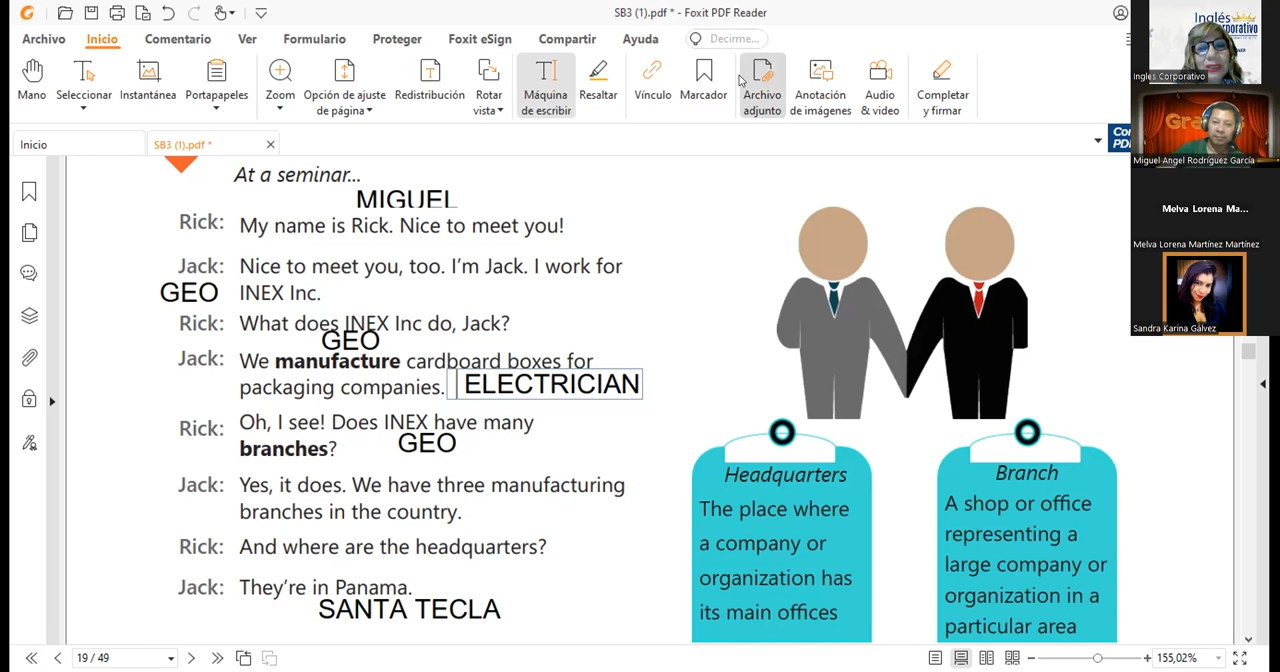 SB3 (1).pdf * - Foxit PDF Reader
Archivo Inicio Comentario Ver Formulario Proteger Foxit eSign Compartir Ayuda Decirme...
Mano Seleccionar Instantánea Portapapeles Zoom Opción de ajuste de página Redistribución Rotar vista Máquina de escribir Resaltar Vínculo Marcador Archivo adjunto Anotación de imágenes Audio & video Completar y firmar
Inicio SB3 (1).pdf *
At a seminar...
MIGUEL
Rick: My name is Rick. Nice to meet you!
Jack: Nice to meet you, too. I'm Jack. I work for
GEO INEX Inc.
Rick: What does INEX Inc do, Jack?
GEO
Jack: We manufacture cardboard boxes for
packaging companies. ELECTRICIAN
Rick: Oh, I see! Does INEX have many
branches? GEO
Jack: Yes, it does. We have three manufacturing
branches in the country.
Rick: And where are the headquarters?
Jack: They're in Panama.
SANTA TECLA
Headquarters
The place where
a company or
organization has
its main offices
Branch
A shop or office
representing a
large company or
organization in a
particular area
Inglés
Corporativo
Ingles Corporativo
Miguel Angel Rodríguez García
Melva Lorena Ma...
Melva Lorena Martínez Martínez
Sandra Karina Gálvez
19 / 49
155,02%